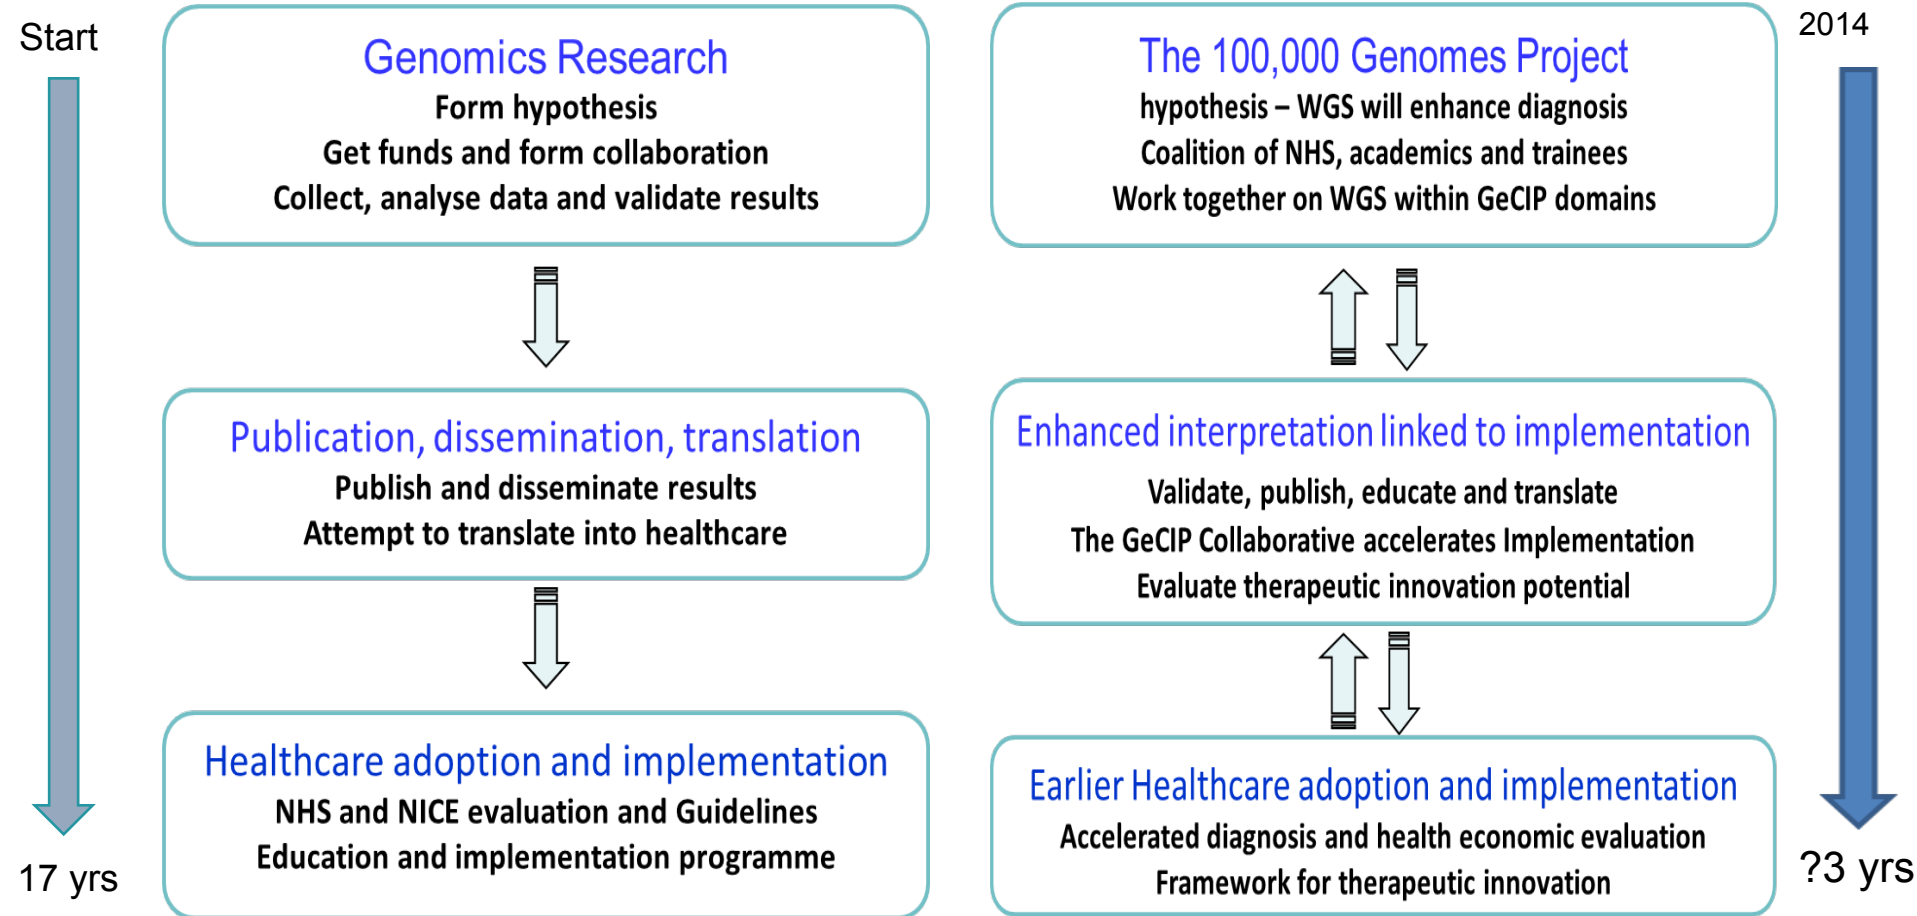 Start
Genomics Research
Form hypothesis
Get funds and form collaboration
Collect, analyse data and validate results
Publication, dissemination, translation
Publish and disseminate results
Attempt to translate into healthcare
Healthcare adoption and implementation
NHS and NICE evaluation and Guidelines
Education and implementation programme
17 yrs
The 100,000 Genomes Project
hypothesis – WGS will enhance diagnosis
Coalition of NHS, academics and trainees
Work together on WGS within GeCIP domains
Enhanced interpretation linked to implementation
Validate, publish, educate and translate
The GeCIP Collaborative accelerates Implementation
Evaluate therapeutic innovation potential
Earlier Healthcare adoption and implementation
Accelerated diagnosis and health economic evaluation
Framework for therapeutic innovation
2014
?3 yrs